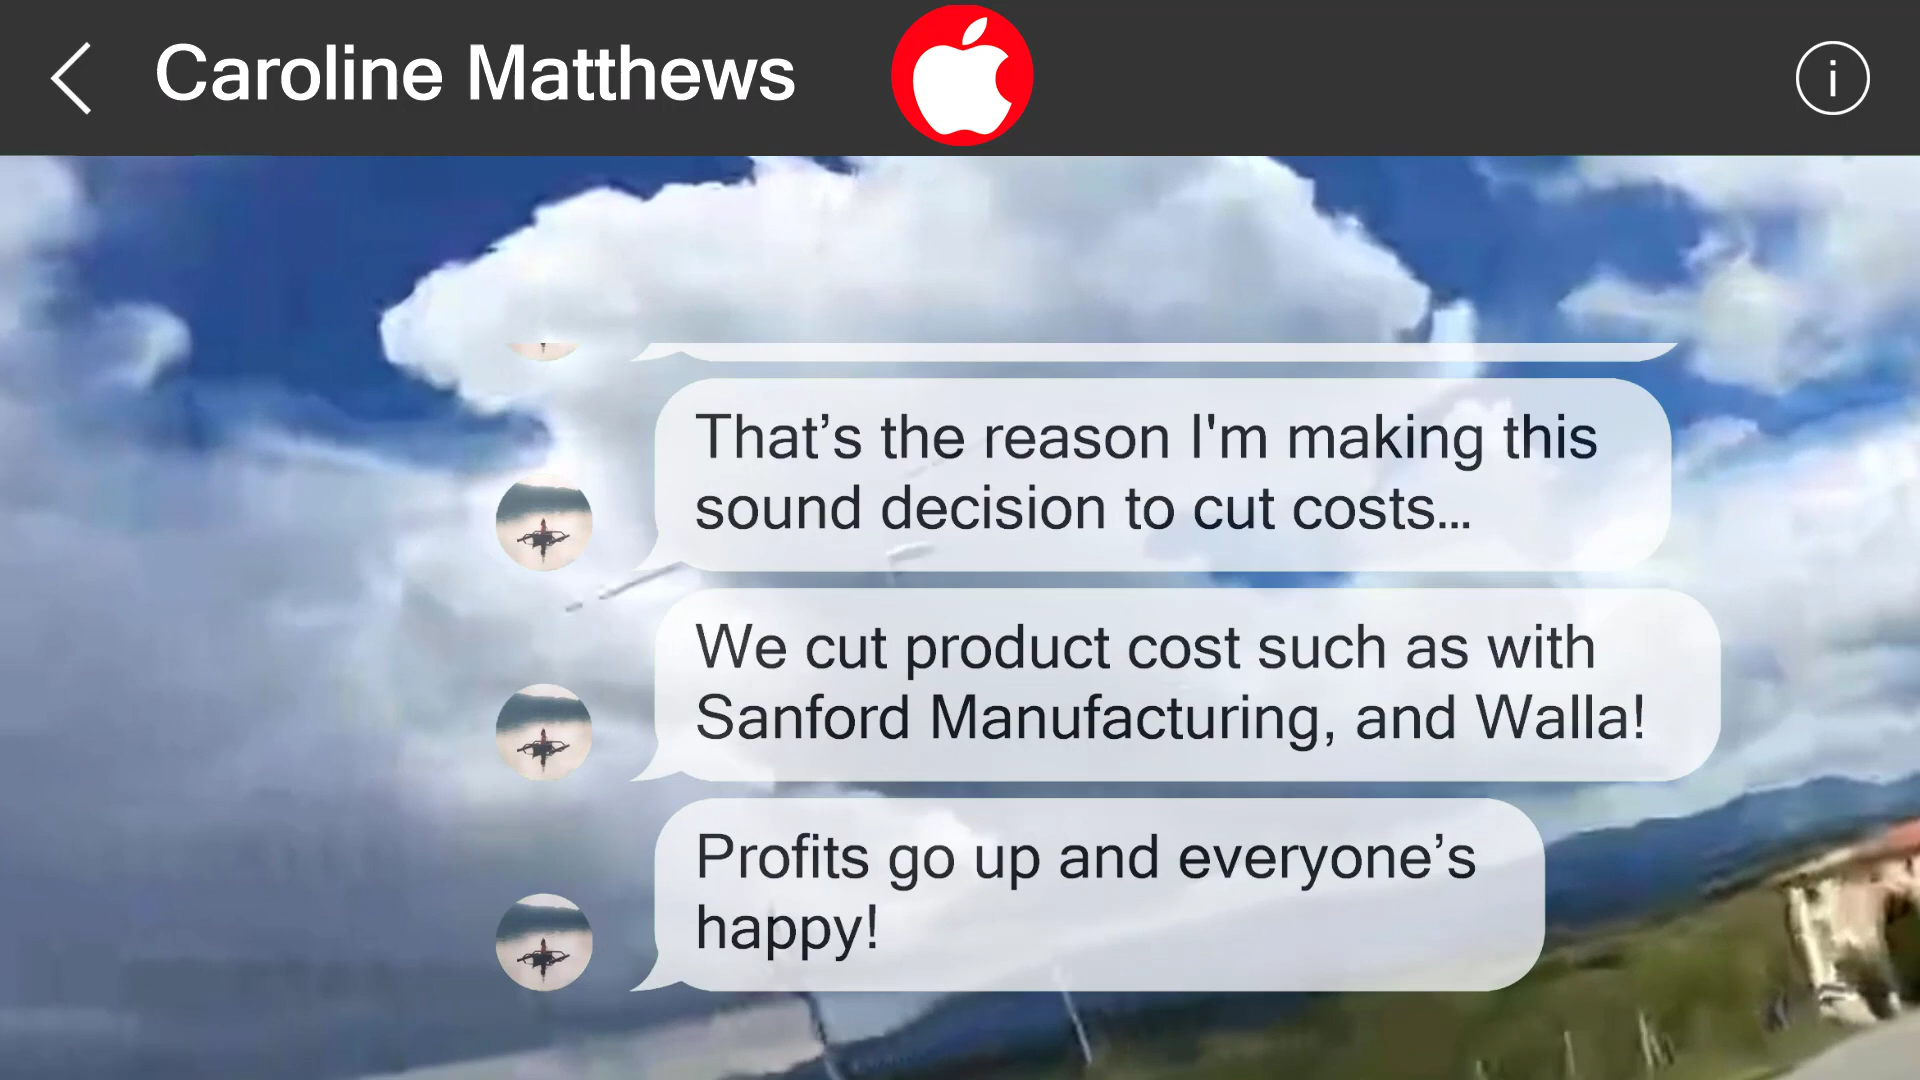 Caroline Matthews
That’s the reason I'm making this
sound decision to cut costs...
We cut product cost such as with
Sanford Manufacturing, and Walla!
Profits go up and everyone’s
happy!